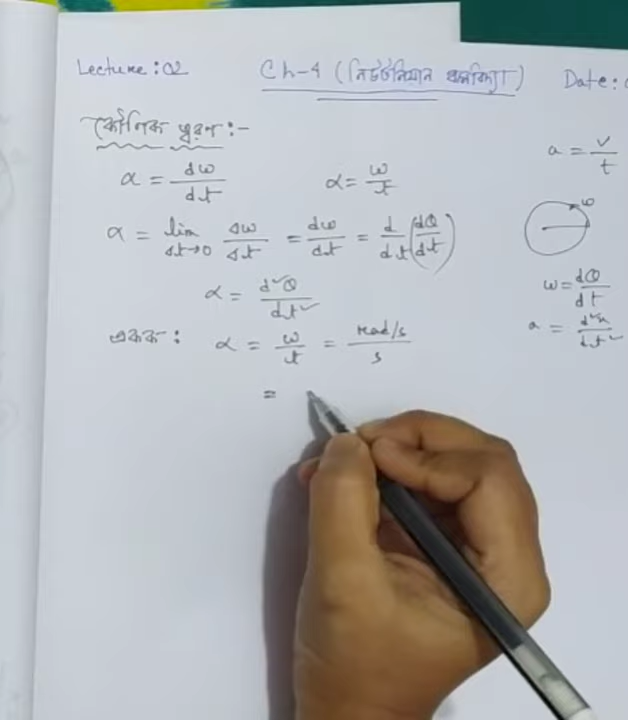 Lecture : 02
Ch-4 (নিউটনিয়ান বলবিদ্যা)
Date :
কৌণিক ত্বরণ :-
α = dω/dt
α = ω/t
a = v/t
ω
α = lim Δt→0 Δω/Δt = dω/dt = d/dt (dθ/dt)
α = d²θ/dt²
ω = dθ/dt
a = d²x/dt²
একক : α = ω/t = rad/s / s
=